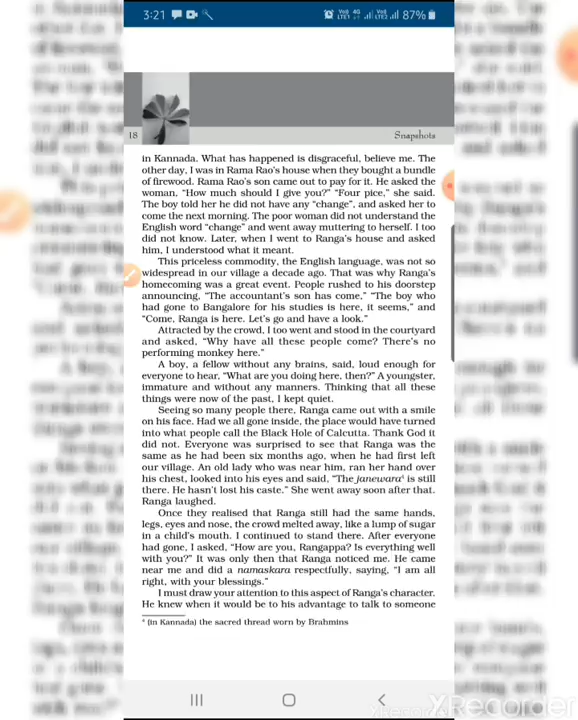 3:21
87%
18
Snapshots
in Kannada. What has happened is disgraceful, believe me. The
other day, I was in Rama Rao's house when they bought a bundle
of firewood. Rama Rao's son came out to pay for it. He asked the
woman, “How much should I give you?” “Four pice,” she said.
The boy told her he did not have any “change”, and asked her to
come the next morning. The poor woman did not understand the
English word “change” and went away muttering to herself. I too
did not know. Later, when I went to Ranga's house and asked
him, I understood what it meant.
This priceless commodity, the English language, was not so
widespread in our village a decade ago. That was why Ranga's
homecoming was a great event. People rushed to his doorstep
announcing, “The accountant's son has come,” “The boy who
had gone to Bangalore for his studies is here, it seems,” and
“Come, Ranga is here. Let's go and have a look.”
Attracted by the crowd, I too went and stood in the courtyard
and asked, “Why have all these people come? There's no
performing monkey here.”
A boy, a fellow without any brains, said, loud enough for
everyone to hear, “What are you doing here, then?” A youngster,
immature and without any manners. Thinking that all these
things were now of the past, I kept quiet.
Seeing so many people there, Ranga came out with a smile
on his face. Had we all gone inside, the place would have turned
into what people call the Black Hole of Calcutta. Thank God it
did not. Everyone was surprised to see that Ranga was the
same as he had been six months ago, when he had first left
our village. An old lady who was near him, ran her hand over
his chest, looked into his eyes and said, “The janewara⁴ is still
there. He hasn't lost his caste.” She went away soon after that.
Ranga laughed.
Once they realised that Ranga still had the same hands,
legs, eyes and nose, the crowd melted away, like a lump of sugar
in a child's mouth. I continued to stand there. After everyone
had gone, I asked, “How are you, Rangappa? Is everything well
with you?” It was only then that Ranga noticed me. He came
near me and did a namaskara respectfully, saying, “I am all
right, with your blessings.”
I must draw your attention to this aspect of Ranga's character.
He knew when it would be to his advantage to talk to someone
⁴ (in Kannada) the sacred thread worn by Brahmins
XRecorder